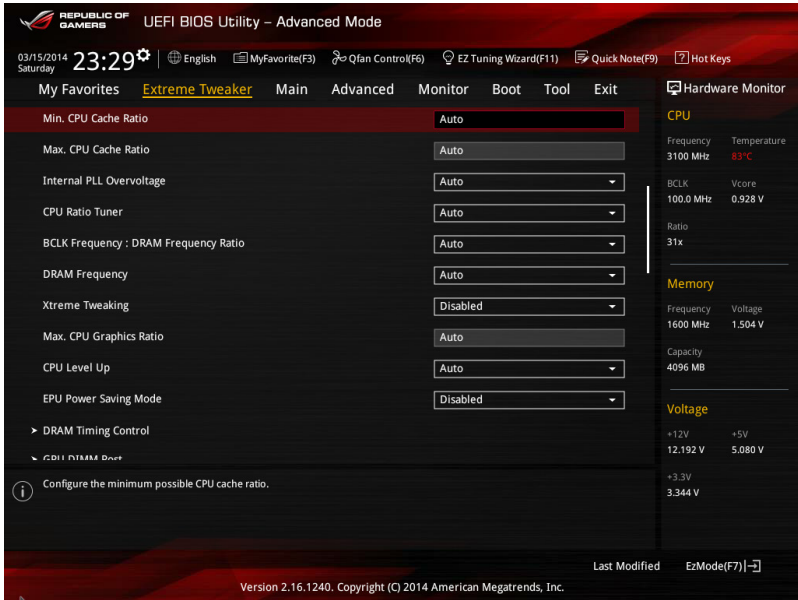 REPUBLIC OF
GAMERS
UEFI BIOS Utility – Advanced Mode
03/15/2014
Saturday
23:29
English
MyFavorite(F3)
Qfan Control(F6)
EZ Tuning Wizard(F11)
Quick Note(F9)
? Hot Keys
My Favorites
Extreme Tweaker
Main
Advanced
Monitor
Boot
Tool
Exit
Min. CPU Cache Ratio Auto
Max. CPU Cache Ratio Auto
Internal PLL Overvoltage Auto
CPU Ratio Tuner Auto
BCLK Frequency : DRAM Frequency Ratio Auto
DRAM Frequency Auto
Xtreme Tweaking Disabled
Max. CPU Graphics Ratio Auto
CPU Level Up Auto
EPU Power Saving Mode Disabled
> DRAM Timing Control
> GPU.DIMM Post
i Configure the minimum possible CPU cache ratio.
Hardware Monitor
CPU
Frequency Temperature
3100 MHz 83°C
BCLK Vcore
100.0 MHz 0.928 V
Ratio
31x
Memory
Frequency Voltage
1600 MHz 1.504 V
Capacity
4096 MB
Voltage
+12V +5V
12.192 V 5.080 V
+3.3V
3.344 V
Last Modified
EzMode(F7)
Version 2.16.1240. Copyright (C) 2014 American Megatrends, Inc.